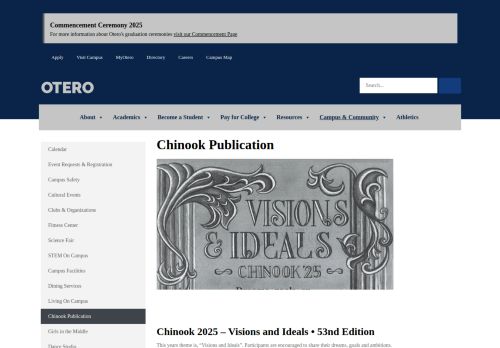 Commencement Ceremony 2025
For more information about Otero's graduation ceremonies visit our Commencement Page
Apply Visit Campus MyOtero Directory Careers Campus Map
OTERO
Search...
About Academics Become a Student Pay for College Resources Campus & Community Athletics
Calendar
Event Requests & Registration
Campus Safety
Cultural Events
Clubs & Organizations
Fitness Center
Science Fair
STEM On Campus
Campus Facilities
Dining Services
Living On Campus
Chinook Publication
Girls in the Middle
Dance Studio
Chinook Publication
VISIONS
& IDEALS
CHINOOK '25
Chinook 2025 – Visions and Ideals • 53nd Edition
This years theme is, "Visions and Ideals". Participants are encouraged to share their dreams, goals and ambitions.